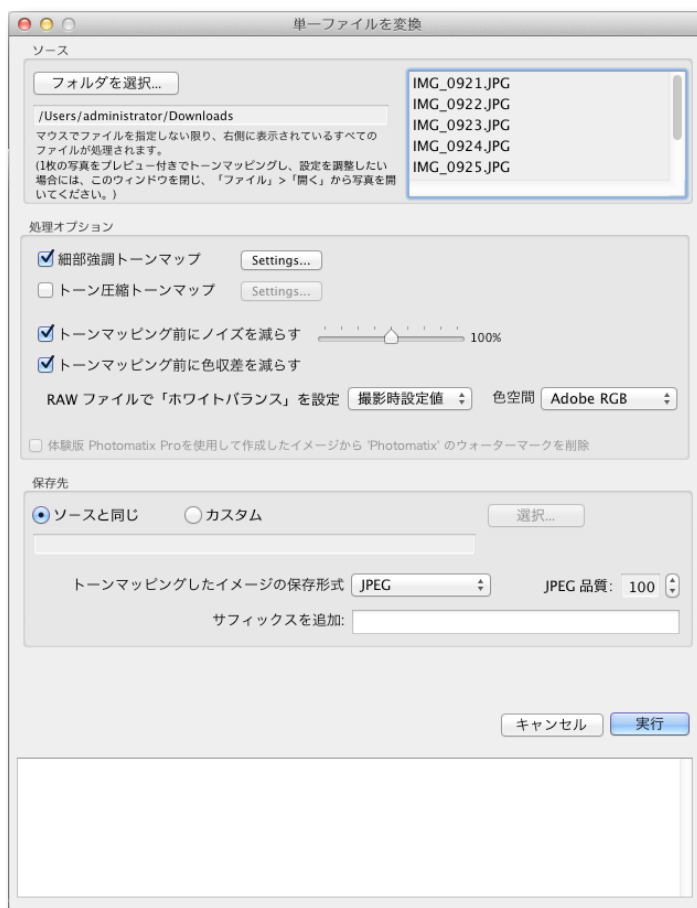 単一ファイルを変換
ソース
フォルダを選択...
/Users/administrator/Downloads
マウスでファイルを指定しない限り、右側に表示されているすべての
ファイルが処理されます。
(1枚の写真をプレビュー付きでトーンマッピングし、設定を調整したい
場合には、このウィンドウを閉じ、「ファイル」>「開く」から写真を開
いてください。)
IMG_0921.JPG
IMG_0922.JPG
IMG_0923.JPG
IMG_0924.JPG
IMG_0925.JPG
処理オプション
細部強調トーンマップ Settings...
トーン圧縮トーンマップ Settings...
トーンマッピング前にノイズを減らす 100%
トーンマッピング前に色収差を減らす
RAW ファイルで「ホワイトバランス」を設定 撮影時設定値 色空間 Adobe RGB
体験版 Photomatix Proを使用して作成したイメージから 'Photomatix' のウォーターマークを削除
保存先
ソースと同じ カスタム 選択...
トーンマッピングしたイメージの保存形式 JPEG JPEG 品質: 100
サフィックスを追加:
キャンセル 実行